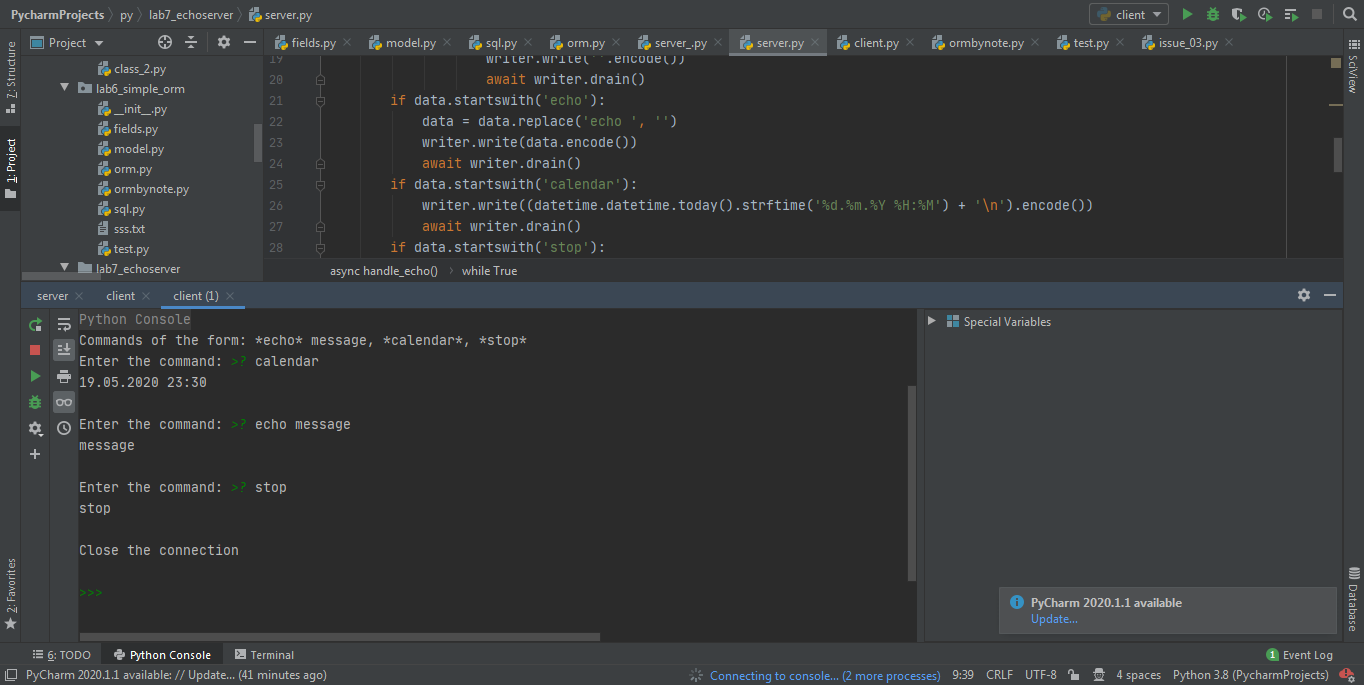 PycharmProjects py lab7_echoserver server.py
client
Project
fields.py model.py sql.py orm.py server_.py server.py client.py ormbynote.py test.py issue_03.py
7: Structure
1: Project
class_2.py
lab6_simple_orm
__init__.py
fields.py
model.py
orm.py
ormbynote.py
sql.py
sss.txt
test.py
lab7_echoserver
19 writer.write(''.encode())
20 await writer.drain()
21 if data.startswith('echo'):
22 data = data.replace('echo ', '')
23 writer.write(data.encode())
24 await writer.drain()
25 if data.startswith('calendar'):
26 writer.write((datetime.datetime.today().strftime('%d.%m.%Y %H:%M') + '\n').encode())
27 await writer.drain()
28 if data.startswith('stop'):
async handle_echo() › while True
SciView
server client client (1)
Python Console
Commands of the form: *echo* message, *calendar*, *stop*
Enter the command: >? calendar
19.05.2020 23:30
Enter the command: >? echo message
message
Enter the command: >? stop
stop
Close the connection
>>>
Special Variables
PyCharm 2020.1.1 available
Update...
2: Favorites
Database
6: TODO Python Console Terminal 1 Event Log
PyCharm 2020.1.1 available: // Update... (41 minutes ago) Connecting to console... (2 more processes) 9:39 CRLF UTF-8 4 spaces Python 3.8 (PycharmProjects)